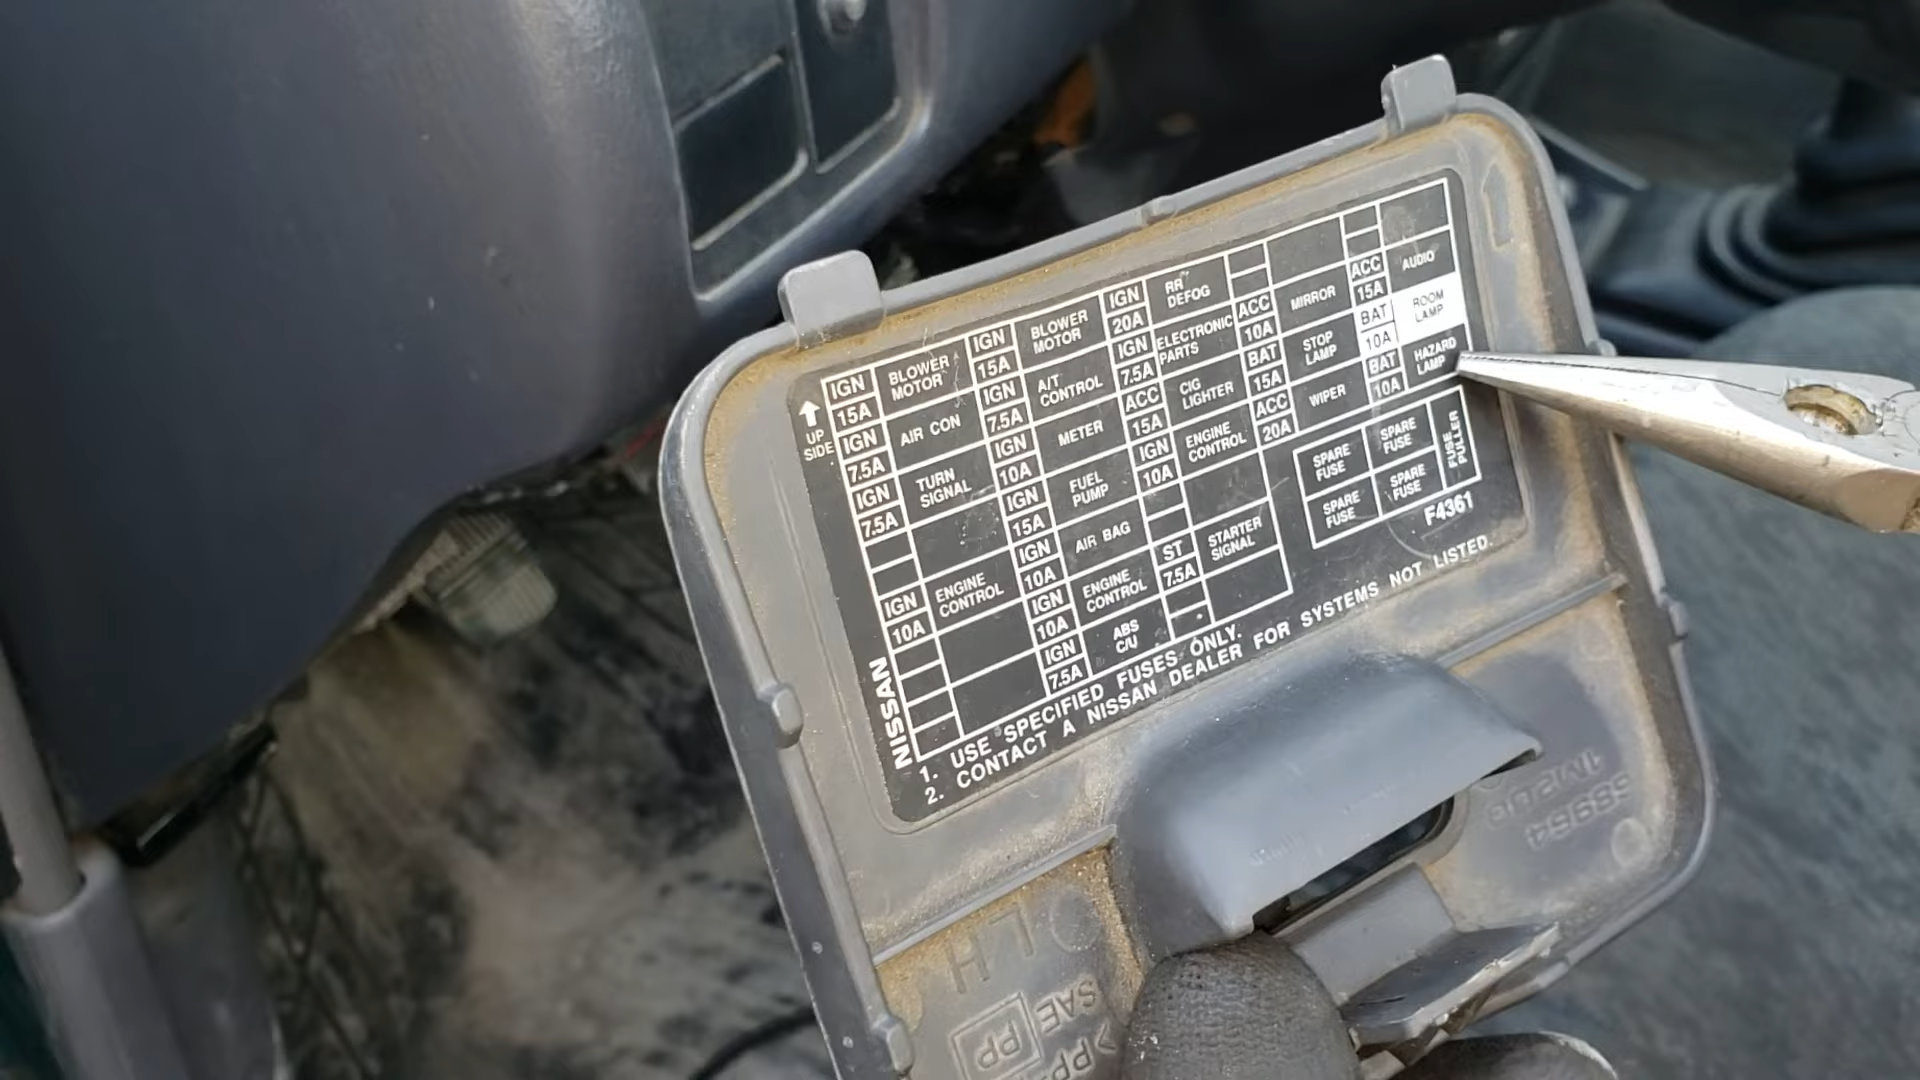 UP
SIDE
IGN
15A
BLOWER
MOTOR
IGN
7.5A
AIR CON
IGN
7.5A
TURN
SIGNAL
IGN
10A
ENGINE
CONTROL
IGN
15A
BLOWER
MOTOR
IGN
7.5A
A/T
CONTROL
IGN
10A
METER
IGN
15A
FUEL
PUMP
IGN
10A
AIR BAG
IGN
10A
ENGINE
CONTROL
IGN
7.5A
ABS
C/U
IGN
20A
RR
DEFOG
IGN
7.5A
ELECTRONIC
PARTS
ACC
15A
CIG
LIGHTER
IGN
10A
ENGINE
CONTROL
ST
7.5A
STARTER
SIGNAL
ACC
10A
MIRROR
BAT
15A
STOP
LAMP
ACC
20A
WIPER
ACC
15A
AUDIO
BAT
10A
ROOM
LAMP
BAT
10A
HAZARD
LAMP
SPARE
FUSE
SPARE
FUSE
SPARE
FUSE
SPARE
FUSE
FUSE
PULLER
F4361
NISSAN
1. USE SPECIFIED FUSES ONLY.
2. CONTACT A NISSAN DEALER FOR SYSTEMS NOT LISTED.
68964
LH
PP
SAE